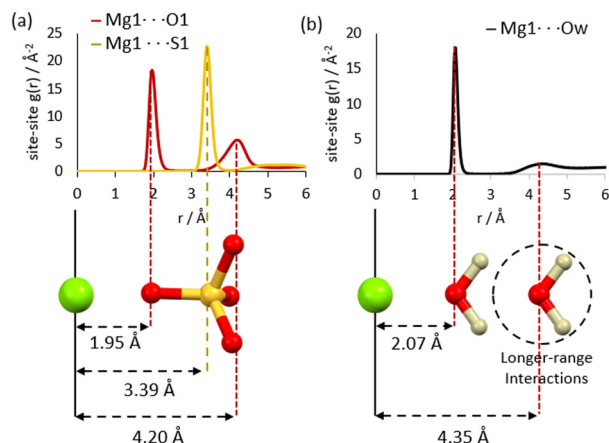 (a)
Mg1 · · · O1
Mg1 · · · S1
site-site g(r) / Å-2
25
20
15
10
5
0
0 1 2 3 4 5 6
r / Å
1.95 Å
3.39 Å
4.20 Å
(b)
Mg1 · · · Ow
site-site g(r) / Å-2
20
15
10
5
0
0 1 2 3 4 5 6
r / Å
2.07 Å
Longer-range
Interactions
4.35 Å